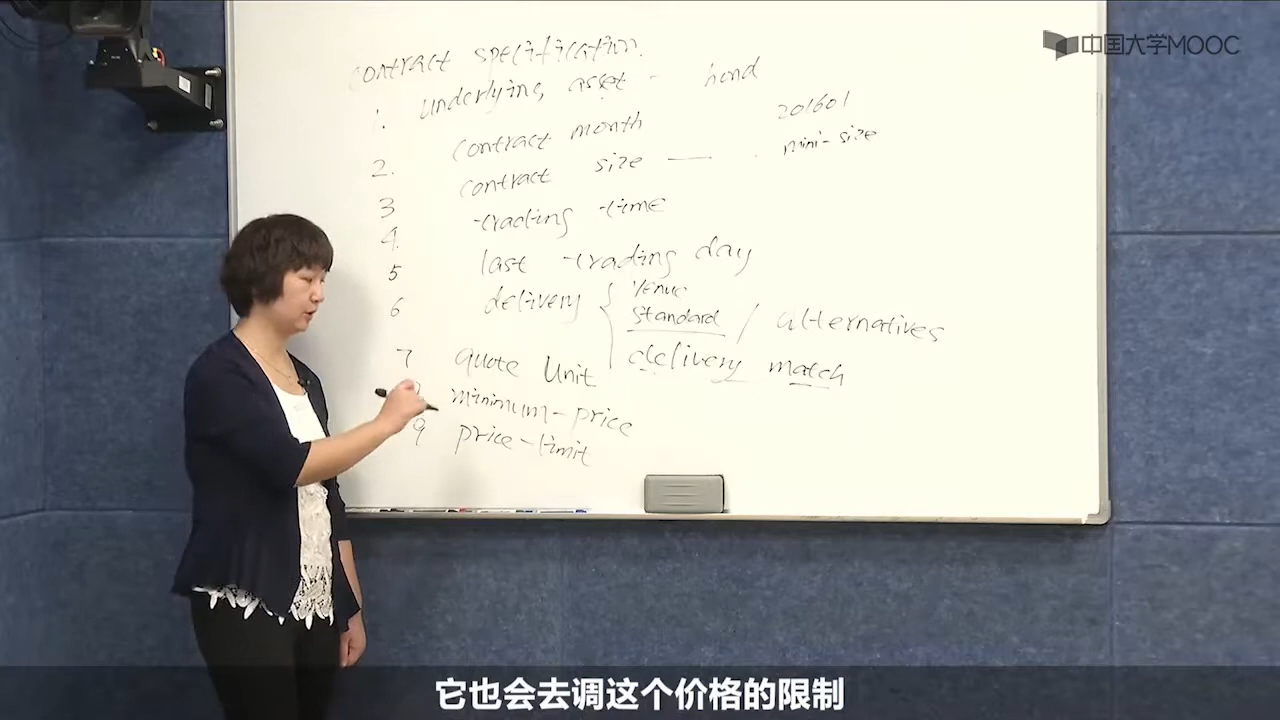 中国大学MOOC
contract specification.
1. underlying asset - bond
2. contract month 201601
3 contract size — mini-size
4. trading time
5 last trading day
6 delivery { venue
standard / alternatives
delivery match
7 quote Unit
minimum-price
9 price-limit
它也会去调这个价格的限制